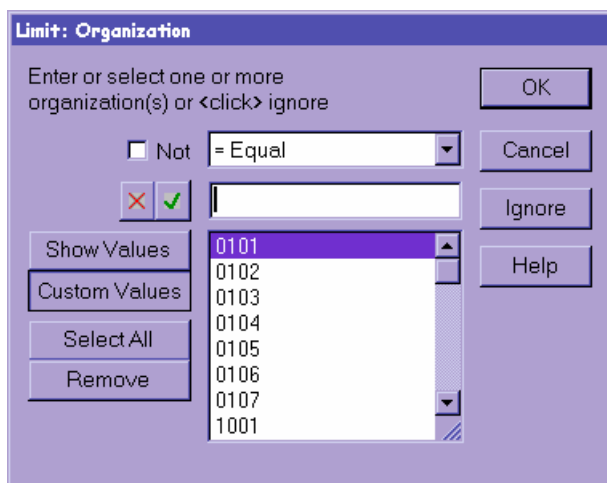 Limit: Organization
Enter or select one or more
organization(s) or <click> ignore
OK
Not
= Equal
Cancel
Ignore
Show Values
Custom Values
Select All
Remove
0101
0102
0103
0104
0105
0106
0107
1001
Help